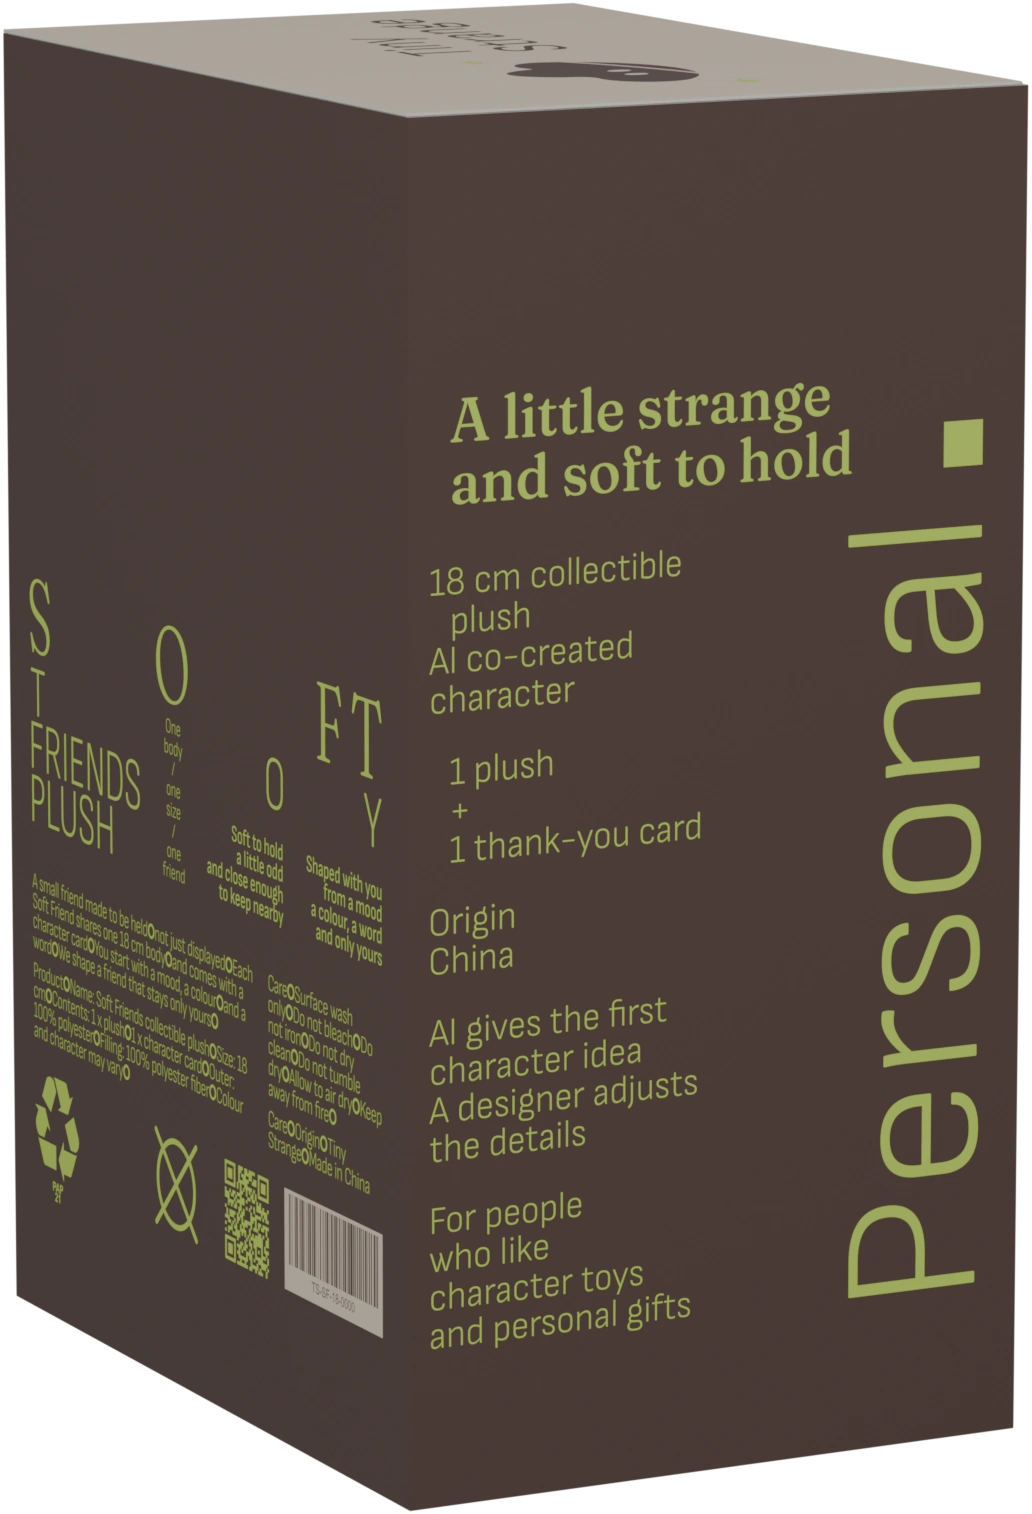 Tiny
Strange
S
O
FT
T
O
Y
FRIENDS
PLUSH
One
body
/
one
size
/
one
friend
Soft to hold
a little odd
and close enough
to keep nearby
Shaped with you
from a mood
a colour, a word
and only yours
A small friend made to be heldOnot just displayedOEach
Soft Friend shares one 18 cm bodyOand comes with a
character cardOYou start with a mood, a colourOand a
wordOWe shape a friend that stays only yoursO
ProductOName: Soft Friends collectible plushOSize: 18
cmOContents: 1 x plushO1 x character cardOOuter:
100% polyesterOFilling: 100% polyester fiberOColour
and character may varyO
CareOSurface wash
onlyODo not bleachODo
not ironODo not dry
cleanODo not tumble
dryOAllow to air dryOKeep
away from fireO
CareOOriginOTiny
StrangeOMade in China
PAP
21
TS-SF-18-0000
A little strange
and soft to hold
18 cm collectible
plush
AI co-created
character
1 plush
+
1 thank-you card
Origin
China
AI gives the first
character idea
A designer adjusts
the details
For people
who like
character toys
and personal gifts
Personal.